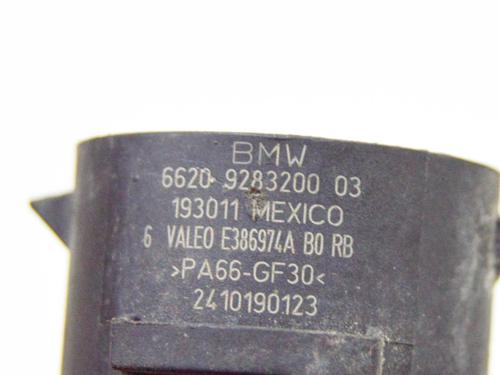 BMW
6620- 9283200 03
193011 MEXICO
6 VALEO E386974A B0 RB
>PA66-GF30<
2410190123